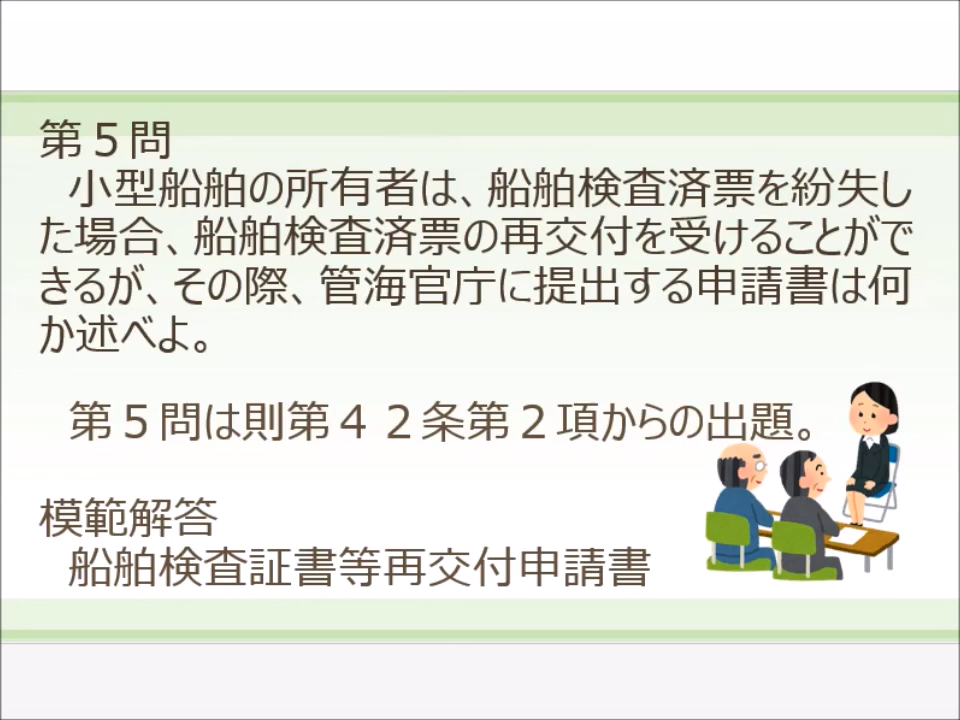 第５問
　小型船舶の所有者は、船舶検査済票を紛失し
た場合、船舶検査済票の再交付を受けることがで
きるが、その際、管海官庁に提出する申請書は何
か述べよ。
　第５問は則第４２条第２項からの出題。
模範解答
　船舶検査証書等再交付申請書